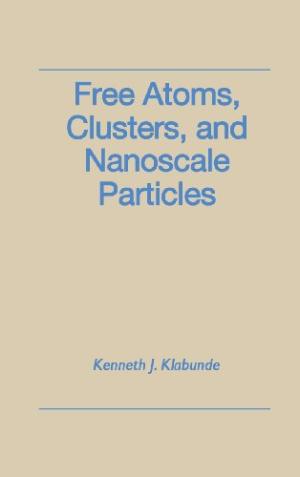 Free Atoms,
Clusters, and
Nanoscale
Particles
Kenneth J. Klabunde